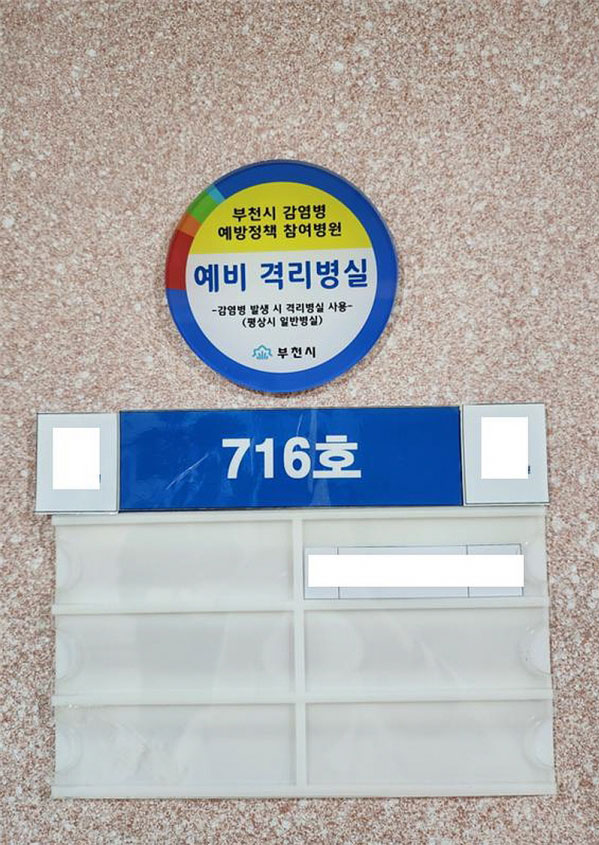 부천시 감염병
예방정책 참여병원
예비 격리병실
-감염병 발생 시 격리병실 사용-
(평상시 일반병실)
부천시
716호